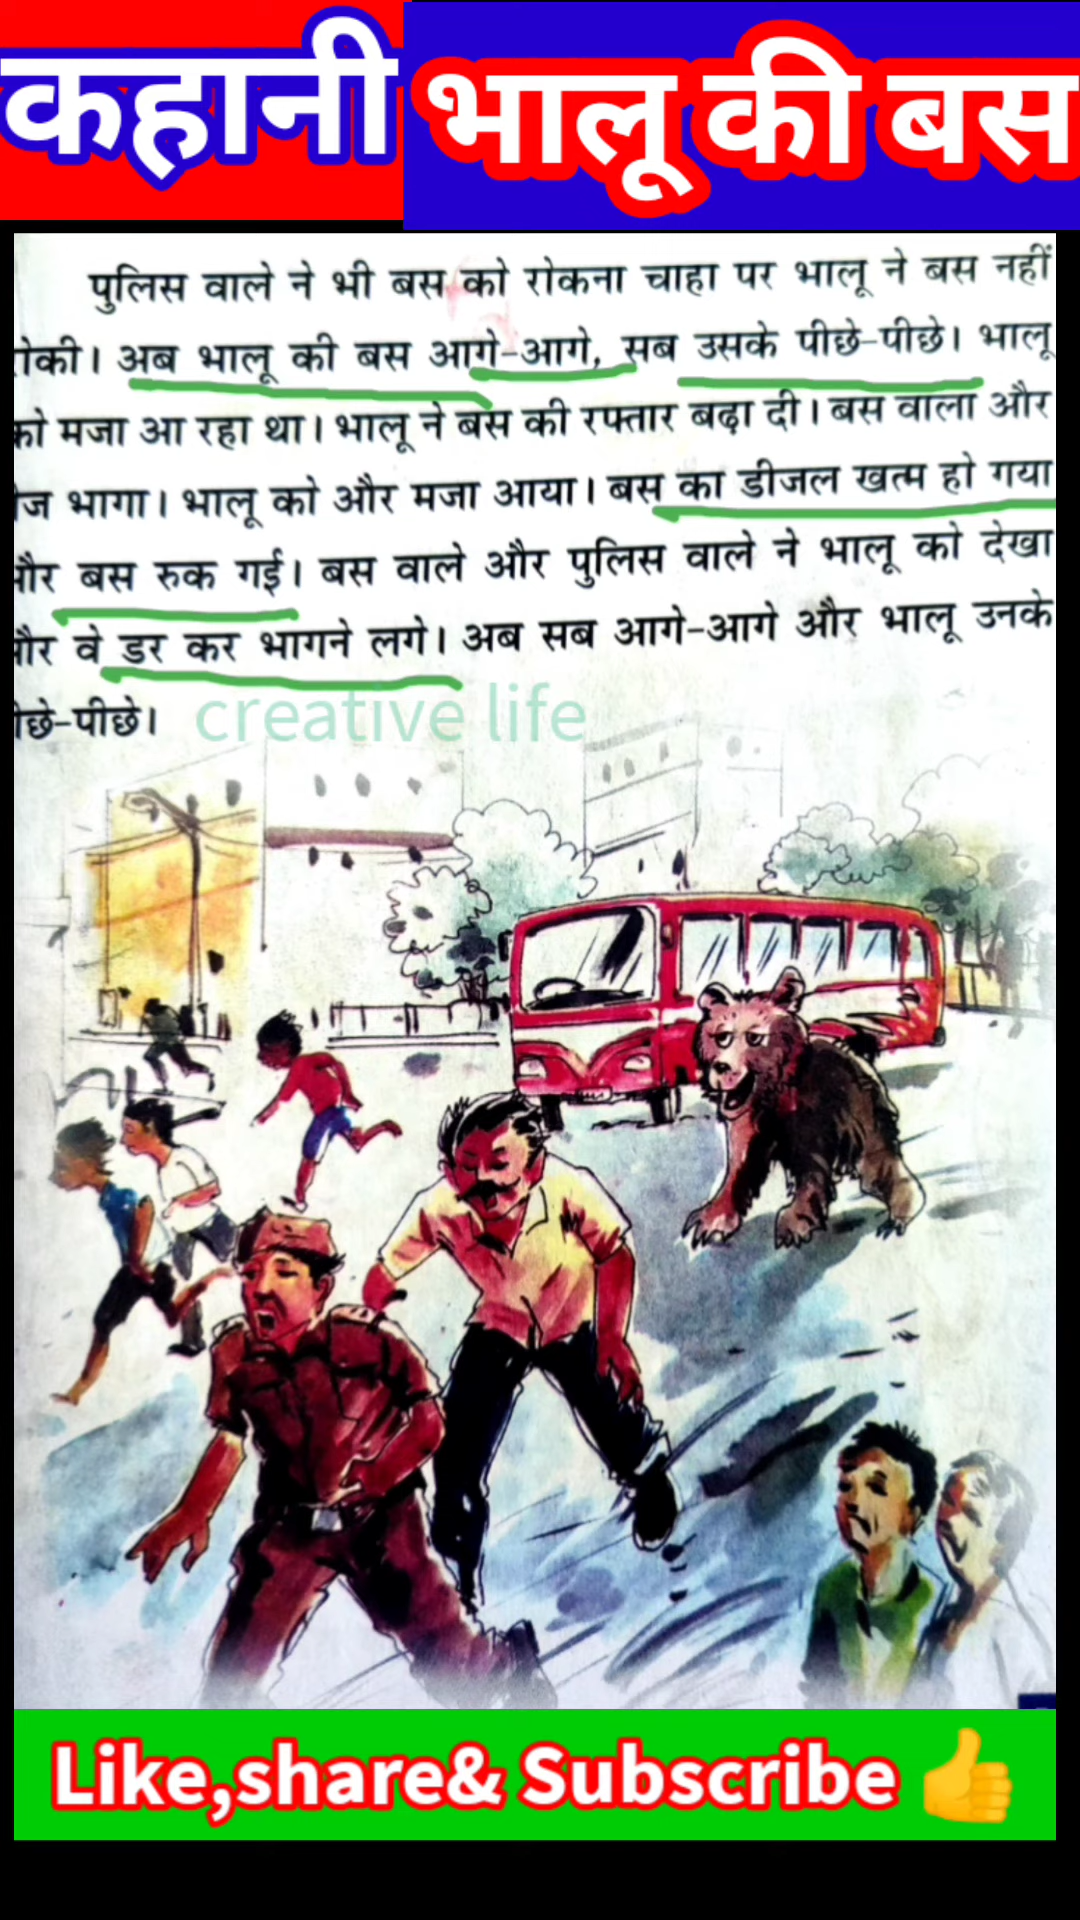 कहानी भालू की बस
पुलिस वाले ने भी बस को रोकना चाहा पर भालू ने बस नहीं
रोकी। अब भालू की बस आगे-आगे, सब उसके पीछे-पीछे। भालू
को मजा आ रहा था। भालू ने बस की रफ्तार बढ़ा दी। बस वाला और
तेज भागा। भालू को और मजा आया। बस का डीजल खत्म हो गया
और बस रुक गई। बस वाले और पुलिस वाले ने भालू को देखा
और वे डर कर भागने लगे। अब सब आगे-आगे और भालू उनके
पीछे-पीछे।
creative life
Like,share& Subscribe